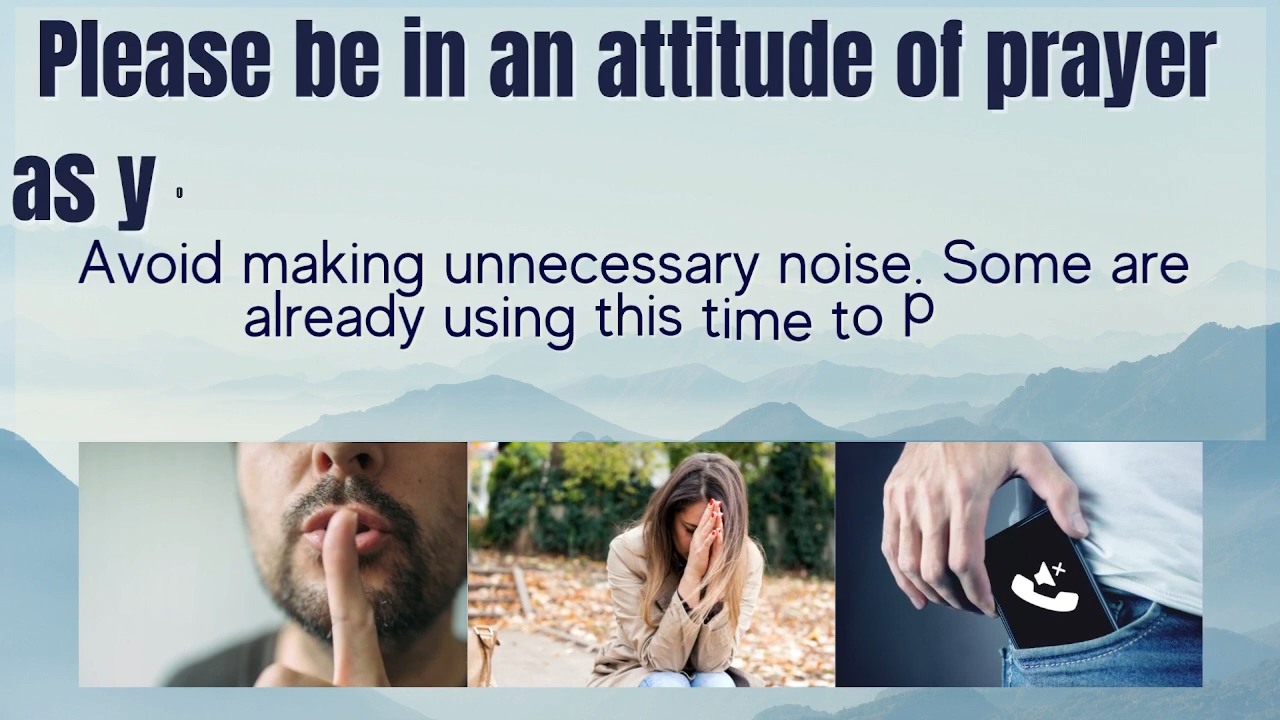 Please be in an attitude of prayer
as y o
Avoid making unnecessary noise. Some are
already using this time to p